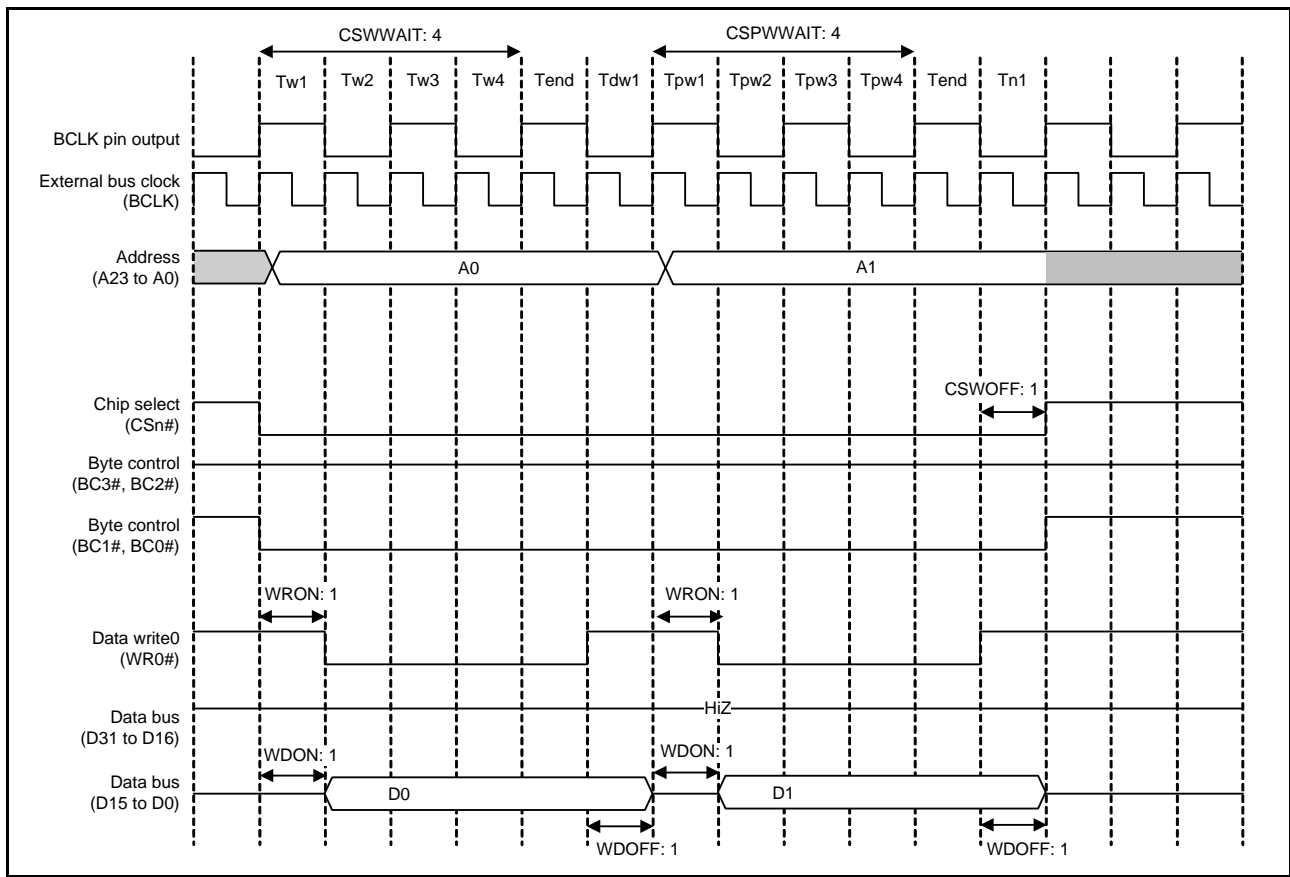 CSWWAIT: 4 CSPWWAIT: 4
Tw1 Tw2 Tw3 Tw4 Tend Tdw1 Tpw1 Tpw2 Tpw3 Tpw4 Tend Tn1
BCLK pin output
External bus clock
(BCLK)
Address
(A23 to A0)
A0 A1
CSWOFF: 1
Chip select
(CSn#)
Byte control
(BC3#, BC2#)
Byte control
(BC1#, BC0#)
WRON: 1 WRON: 1
Data write0
(WR0#)
HiZ
Data bus
(D31 to D16)
WDON: 1 WDON: 1
Data bus
(D15 to D0)
D0 D1
WDOFF: 1 WDOFF: 1